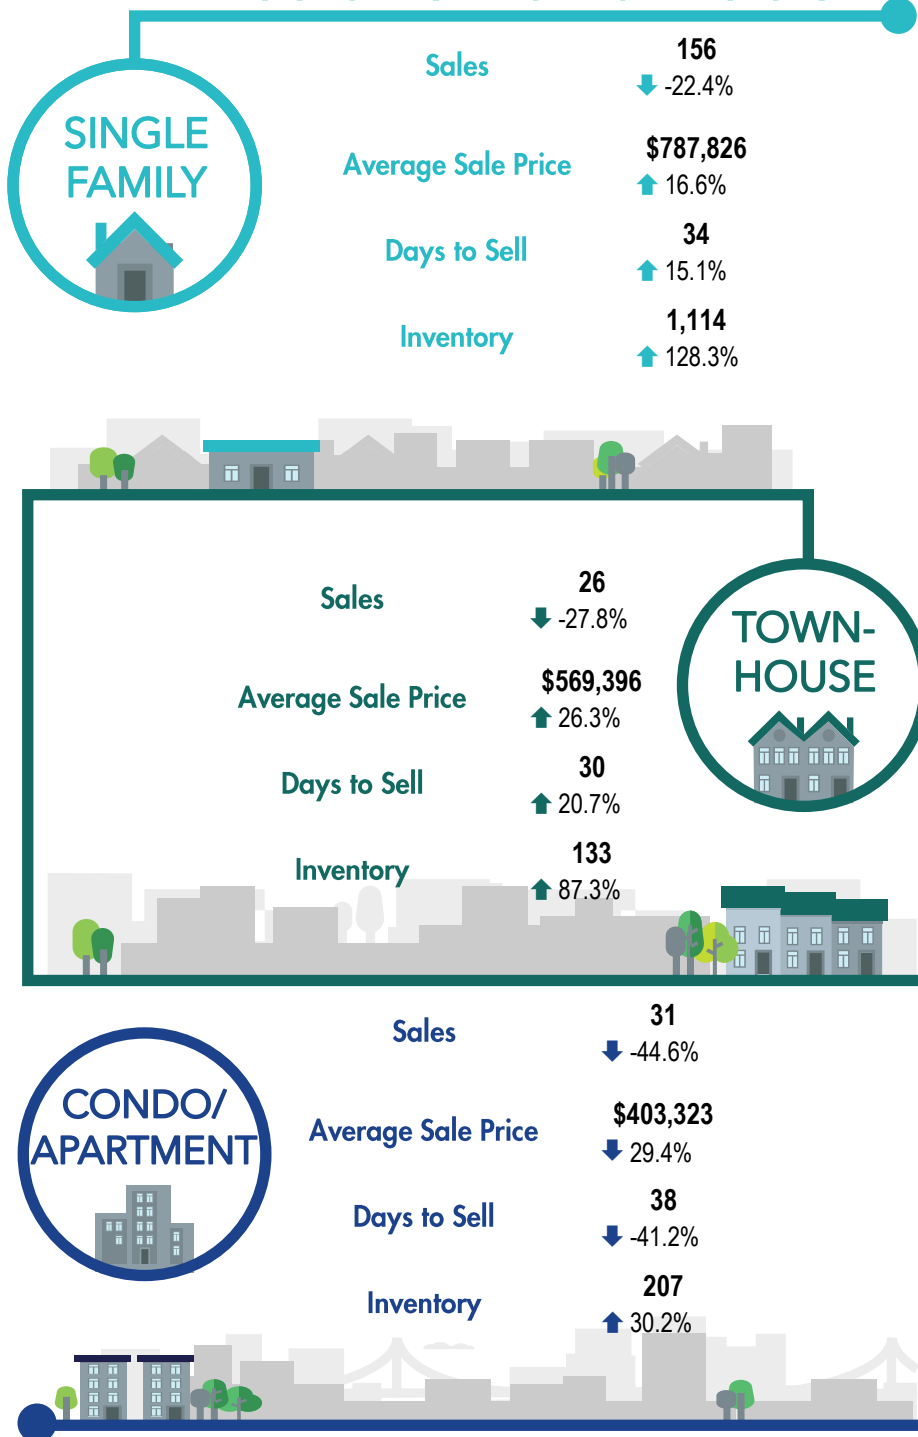 SINGLE
FAMILY
Sales
156
-22.4%
Average Sale Price
$787,826
16.6%
Days to Sell
34
15.1%
Inventory
1,114
128.3%
TOWN-
HOUSE
Sales
26
-27.8%
Average Sale Price
$569,396
26.3%
Days to Sell
30
20.7%
Inventory
133
87.3%
CONDO/
APARTMENT
Sales
31
-44.6%
Average Sale Price
$403,323
29.4%
Days to Sell
38
-41.2%
Inventory
207
30.2%